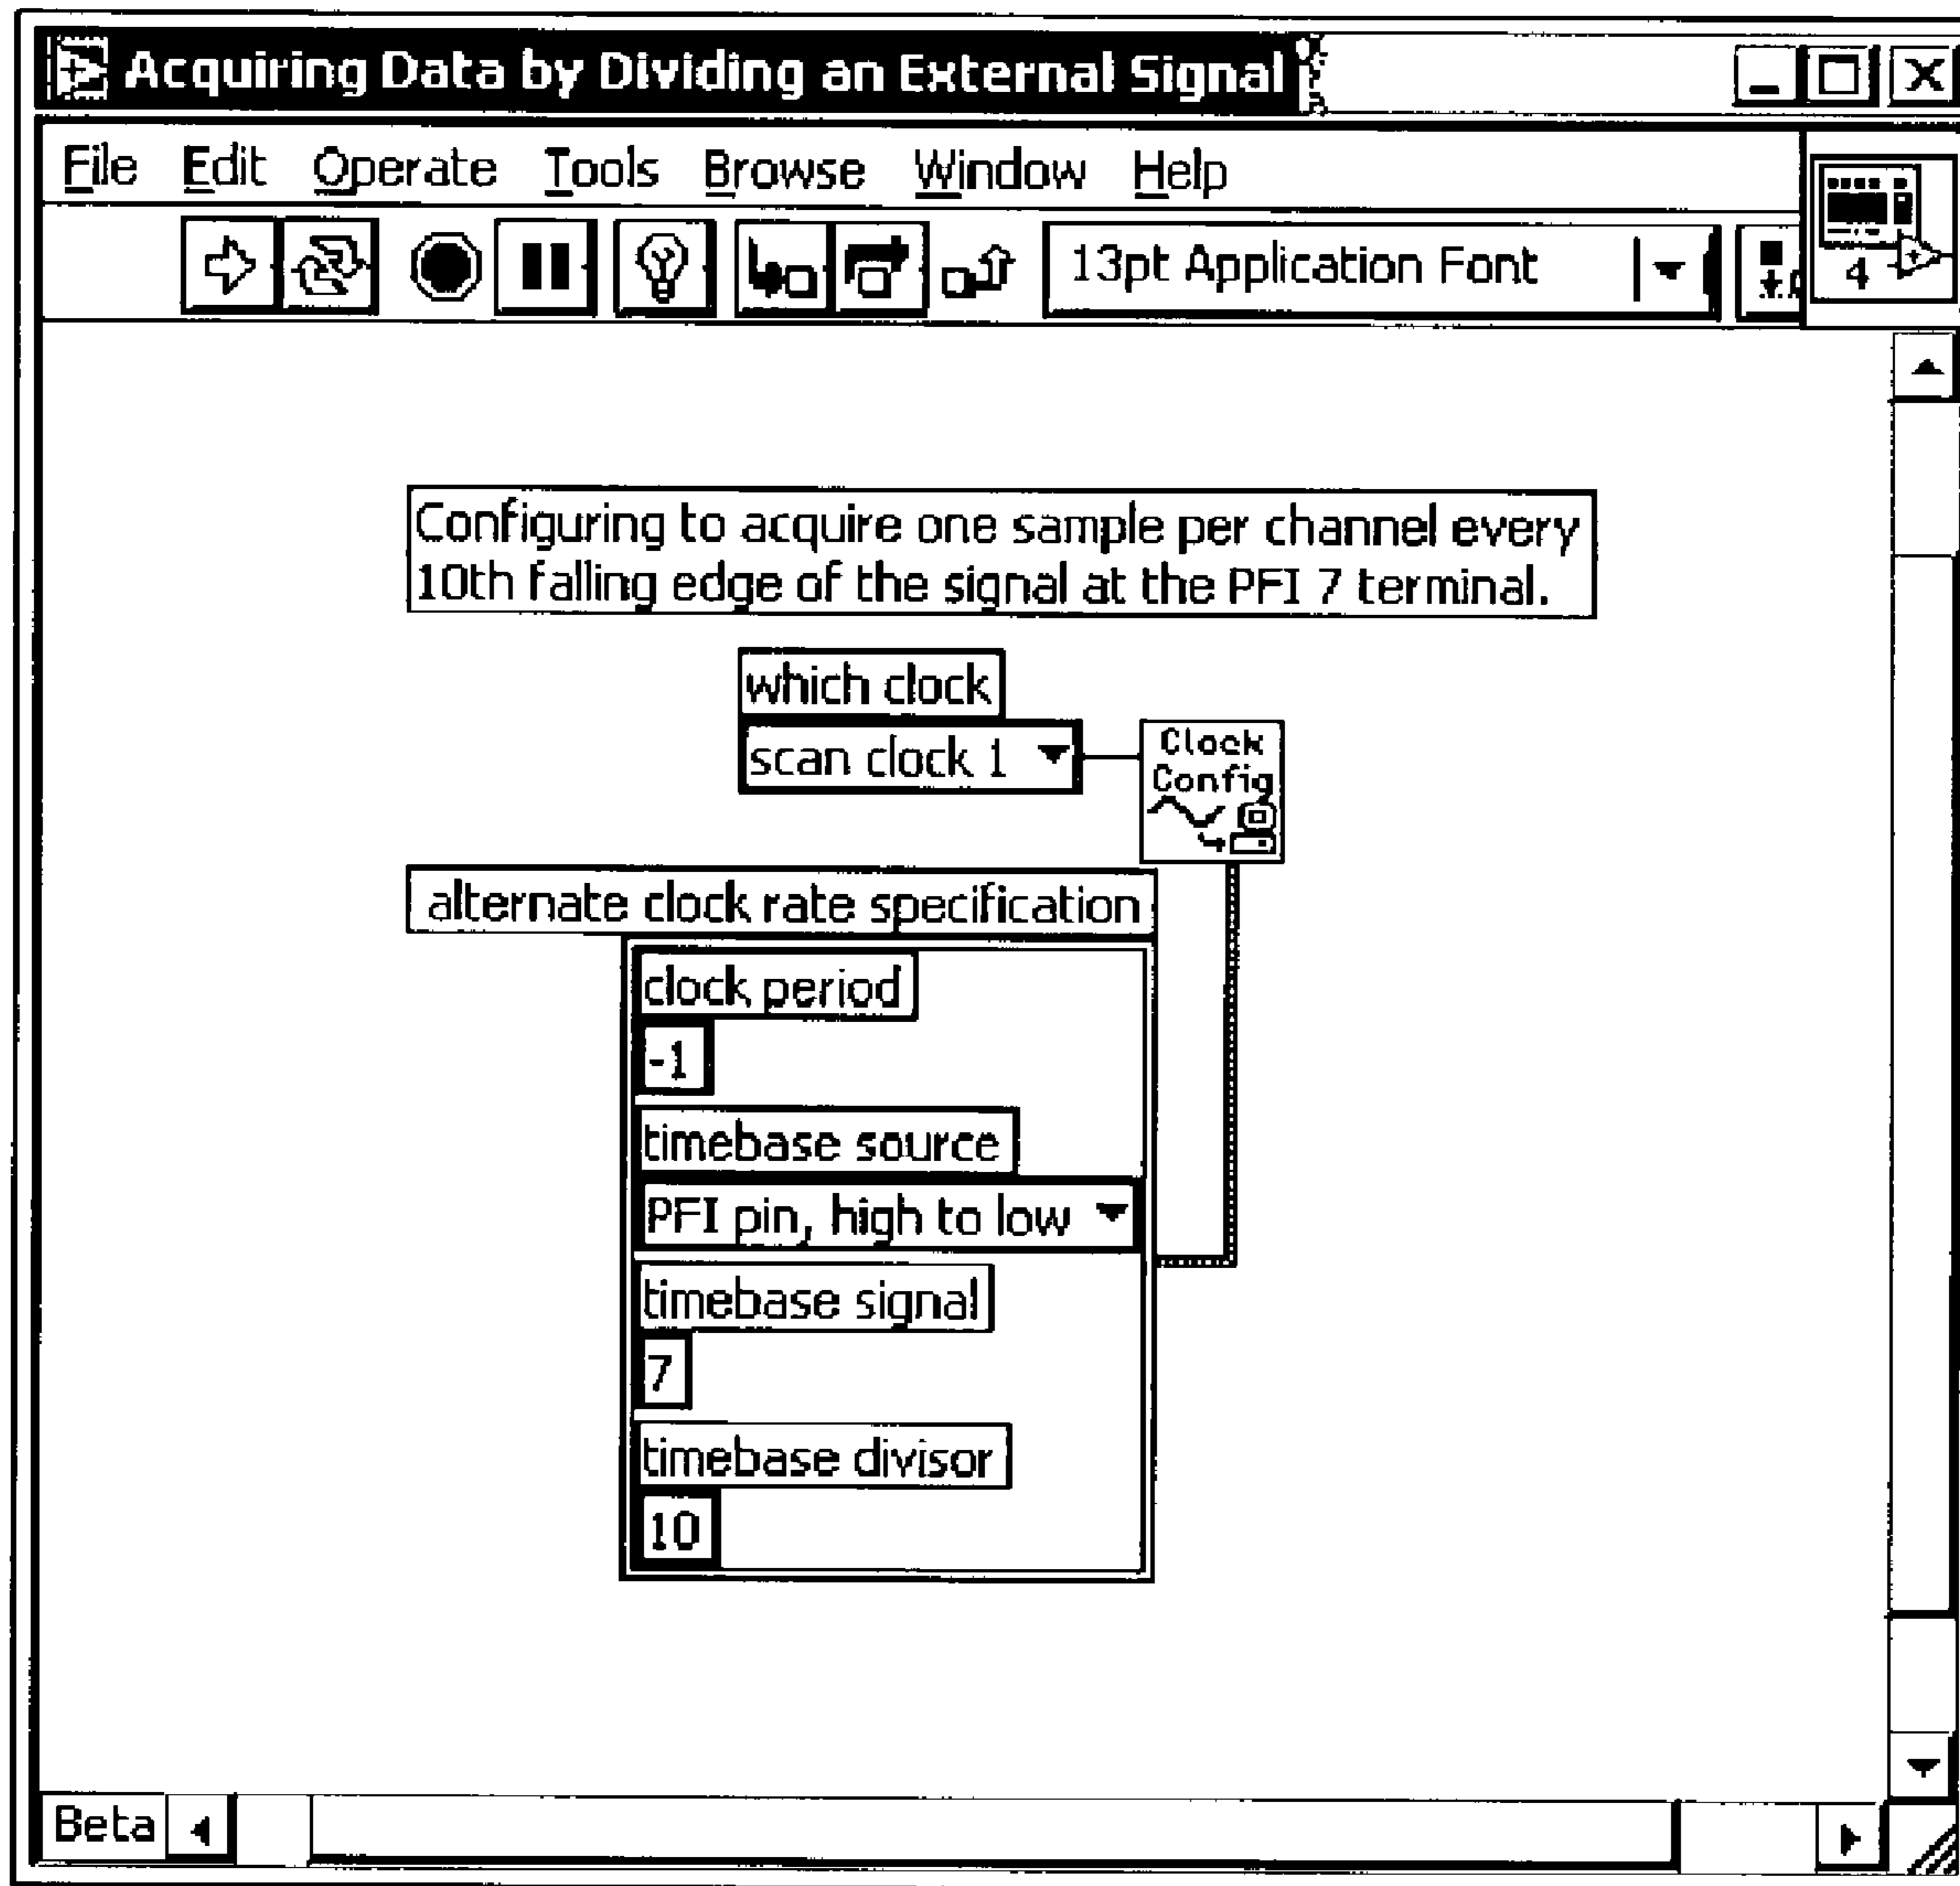 Acquiring Data by Dividing an External Signal
File Edit Operate Tools Browse Window Help
13pt Application Font
4
Configuring to acquire one sample per channel every
10th falling edge of the signal at the PFI 7 terminal.
which clock
scan clock 1
Clock
Config
alternate clock rate specification
clock period
-1
timebase source
PFI pin, high to low
timebase signal
7
timebase divisor
10
Beta